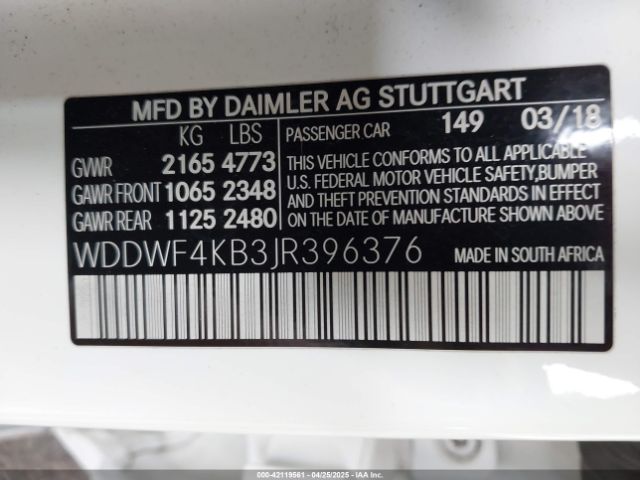 MFD BY DAIMLER AG STUTTGART
KG LBS
GVWR 2165 4773
GAWR FRONT 1065 2348
GAWR REAR 1125 2480
PASSENGER CAR 149 03/18
THIS VEHICLE CONFORMS TO ALL APPLICABLE
U.S. FEDERAL MOTOR VEHICLE SAFETY,BUMPER
AND THEFT PREVENTION STANDARDS IN EFFECT
ON THE DATE OF MANUFACTURE SHOWN ABOVE
WDDWF4KB3JR396376 MADE IN SOUTH AFRICA
000-42119561 - 04/25/2025 - IAAI.COM